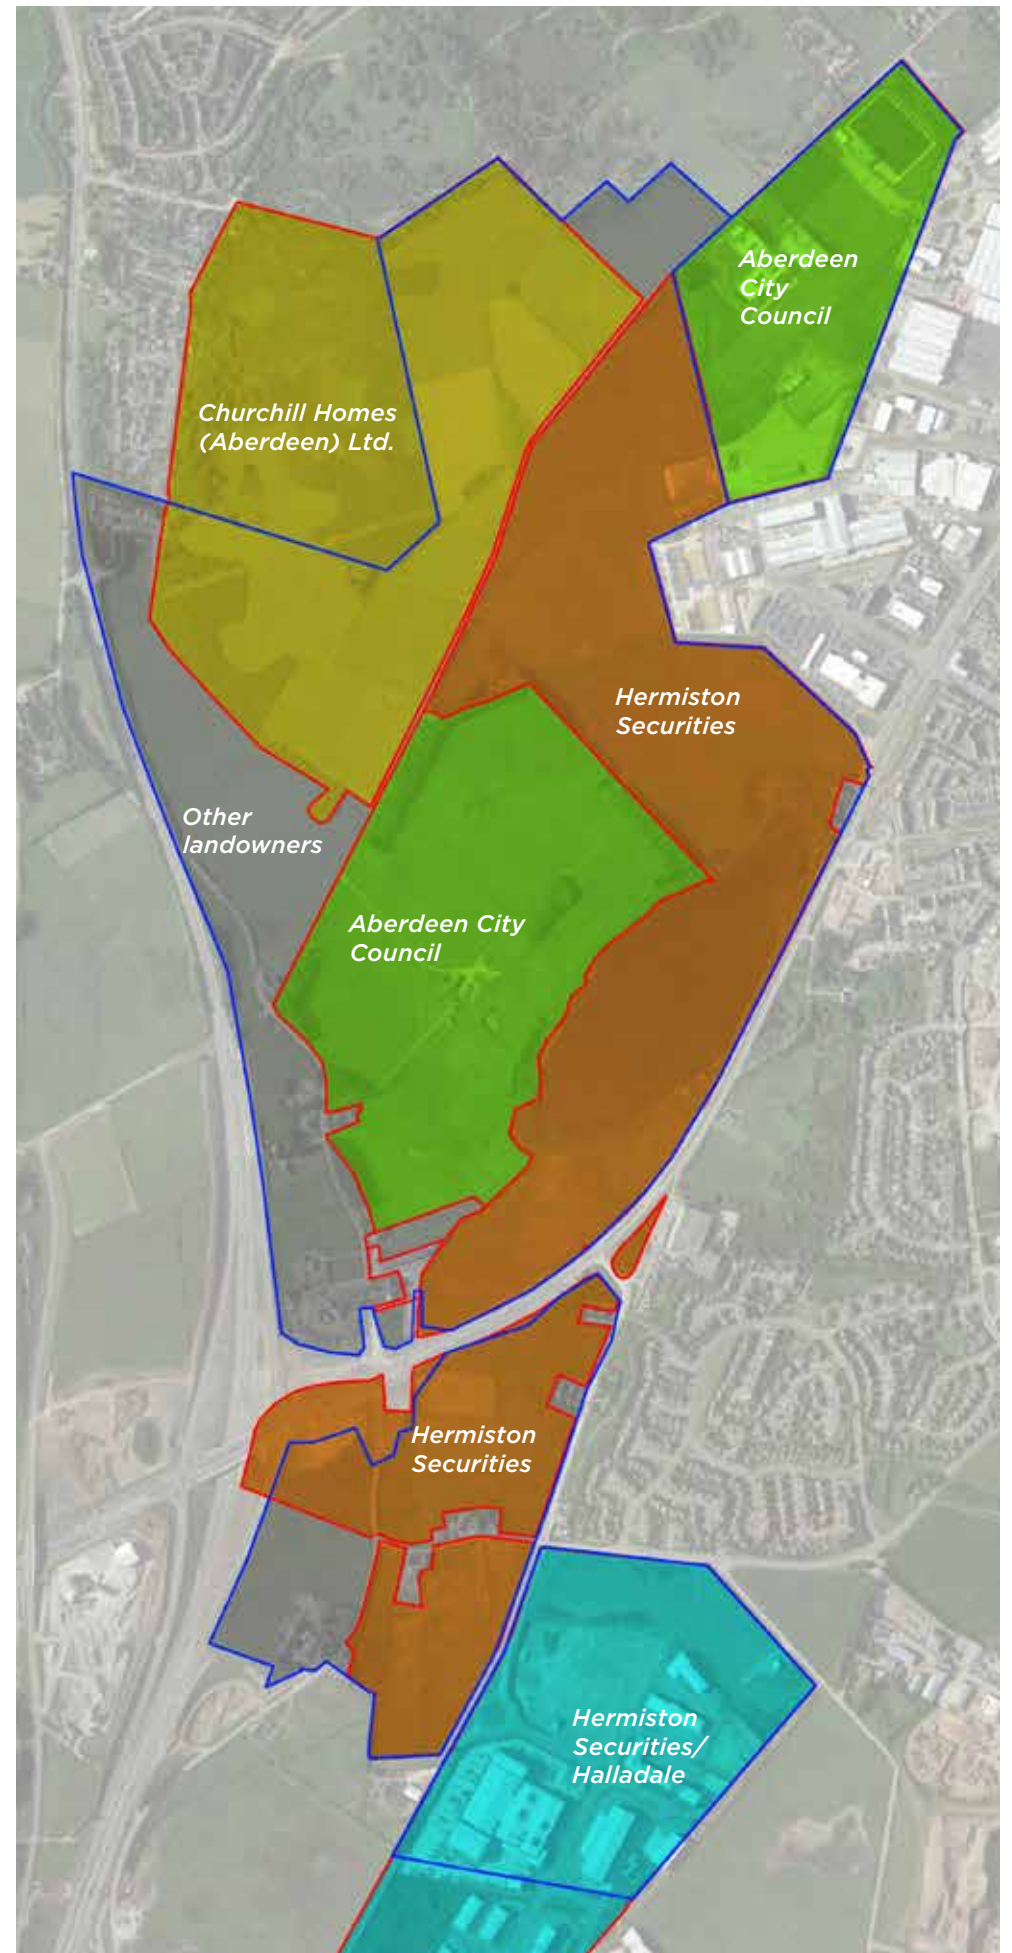 Aberdeen
City
Council
Churchill Homes
(Aberdeen) Ltd.
Hermiston
Securities
Other
landowners
Aberdeen City
Council
Hermiston
Securities
Hermiston
Securities/
Halladale